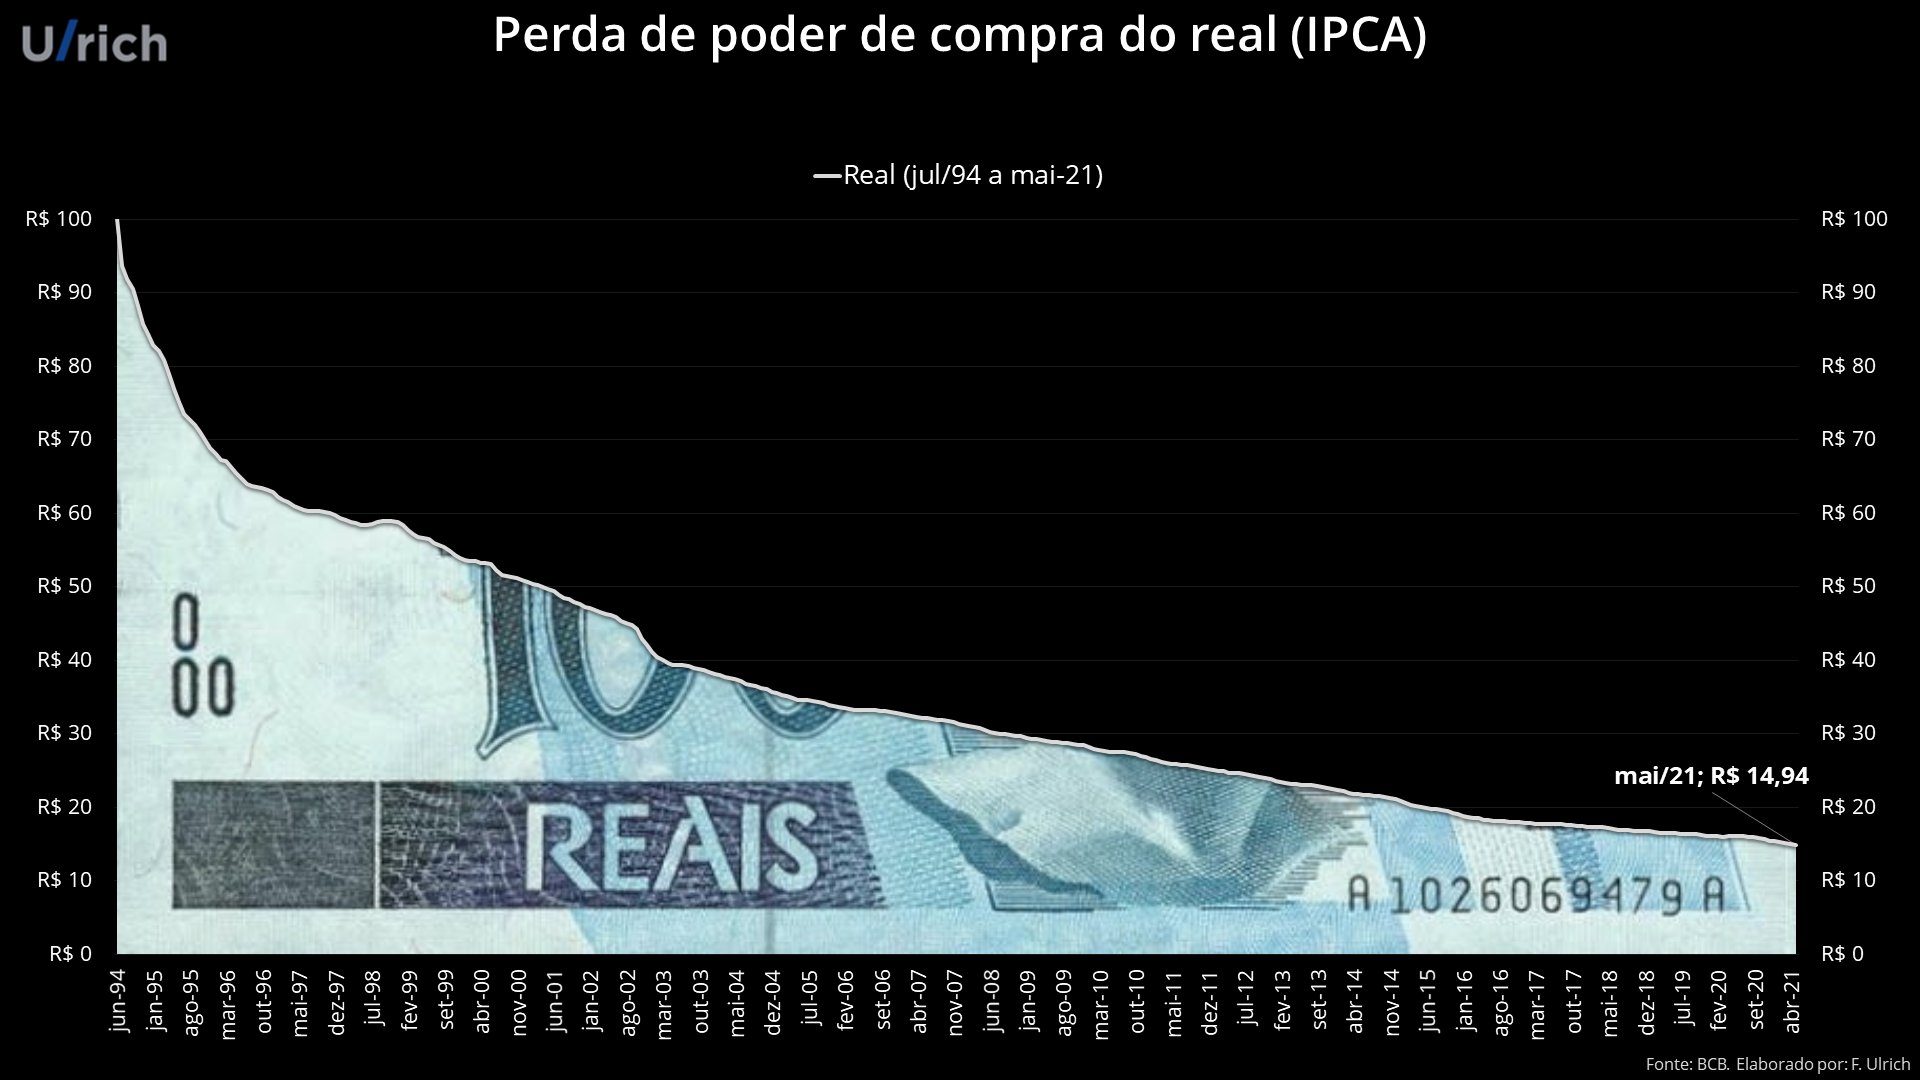 U/rich
Perda de poder de compra do real (IPCA)
Real (jul/94 a mai-21)
R$ 100
R$ 90
R$ 80
R$ 70
R$ 60
R$ 50
R$ 40
R$ 30
R$ 20
R$ 10
R$ 0
R$ 100
R$ 90
R$ 80
R$ 70
R$ 60
R$ 50
R$ 40
R$ 30
R$ 20
R$ 10
R$ 0
mai/21; R$ 14,94
0
00
100
REAIS
A 1026069479 A
jun-94
jan-95
ago-95
mar-96
out-96
mai-97
dez-97
jul-98
fev-99
set-99
abr-00
nov-00
jun-01
jan-02
ago-02
mar-03
out-03
mai-04
dez-04
jul-05
fev-06
set-06
abr-07
nov-07
jun-08
jan-09
ago-09
mar-10
out-10
mai-11
dez-11
jul-12
fev-13
set-13
abr-14
nov-14
jun-15
jan-16
ago-16
mar-17
out-17
mai-18
dez-18
jul-19
fev-20
set-20
abr-21
Fonte: BCB. Elaborado por: F. Ulrich